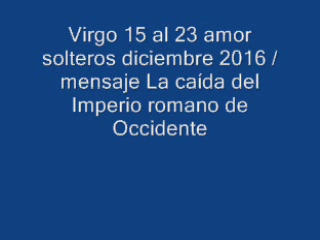 Virgo 15 al 23 amor
solteros diciembre 2016 /
mensaje La caída del
Imperio romano de
Occidente